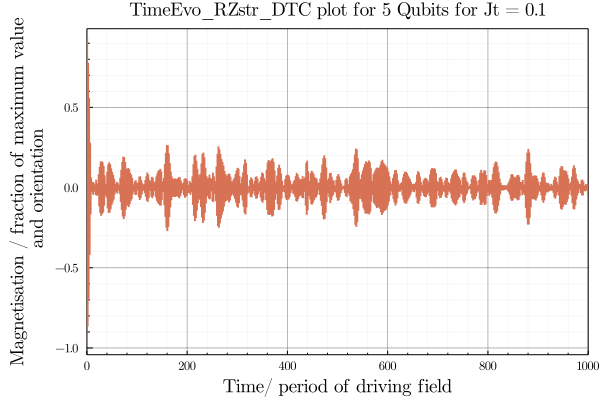 TimeEvo_RZstr_DTC plot for 5 Qubits for Jt = 0.1
Magnetisation / fraction of maximum value
and orientation
0.5
0.0
−0.5
−1.0
0 200 400 600 800 1000
Time/ period of driving field